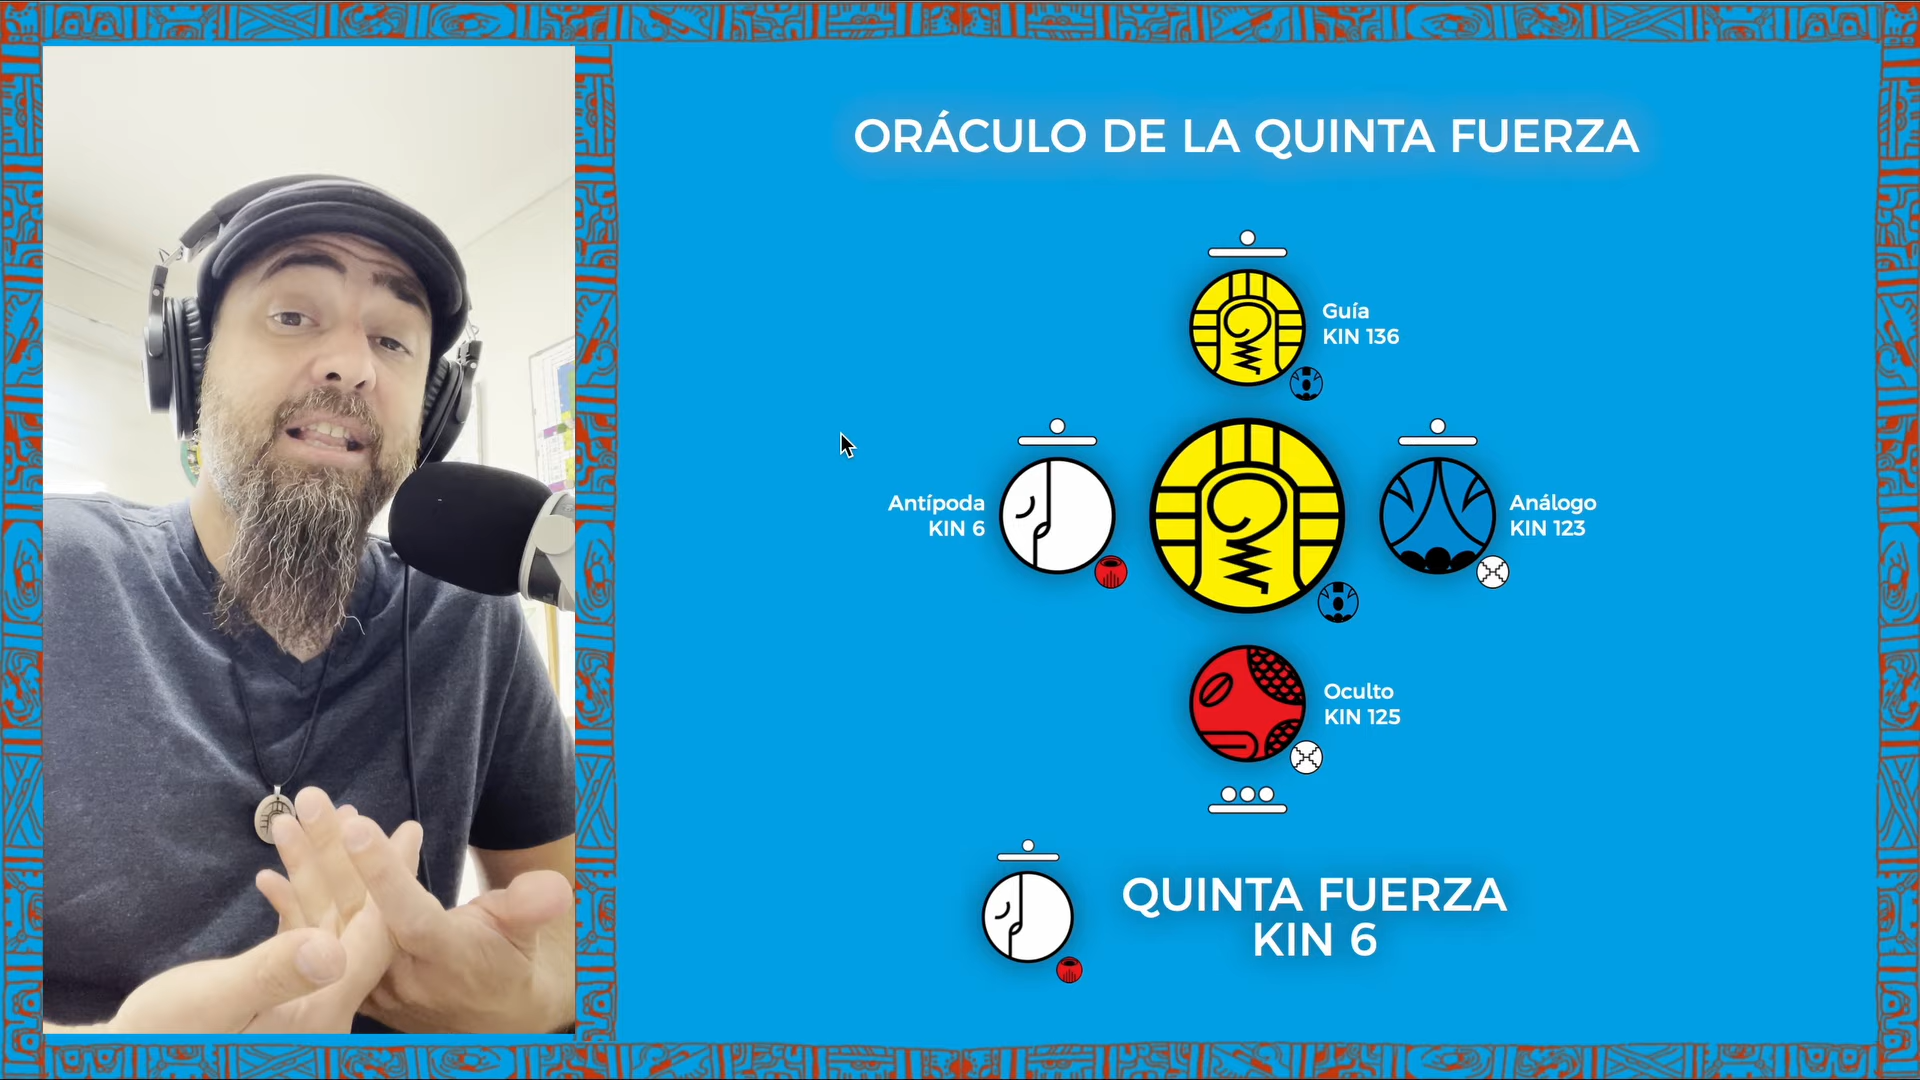 ORÁCULO DE LA QUINTA FUERZA
Guía
KIN 136
Antípoda
KIN 6
Análogo
KIN 123
Oculto
KIN 125
QUINTA FUERZA
KIN 6